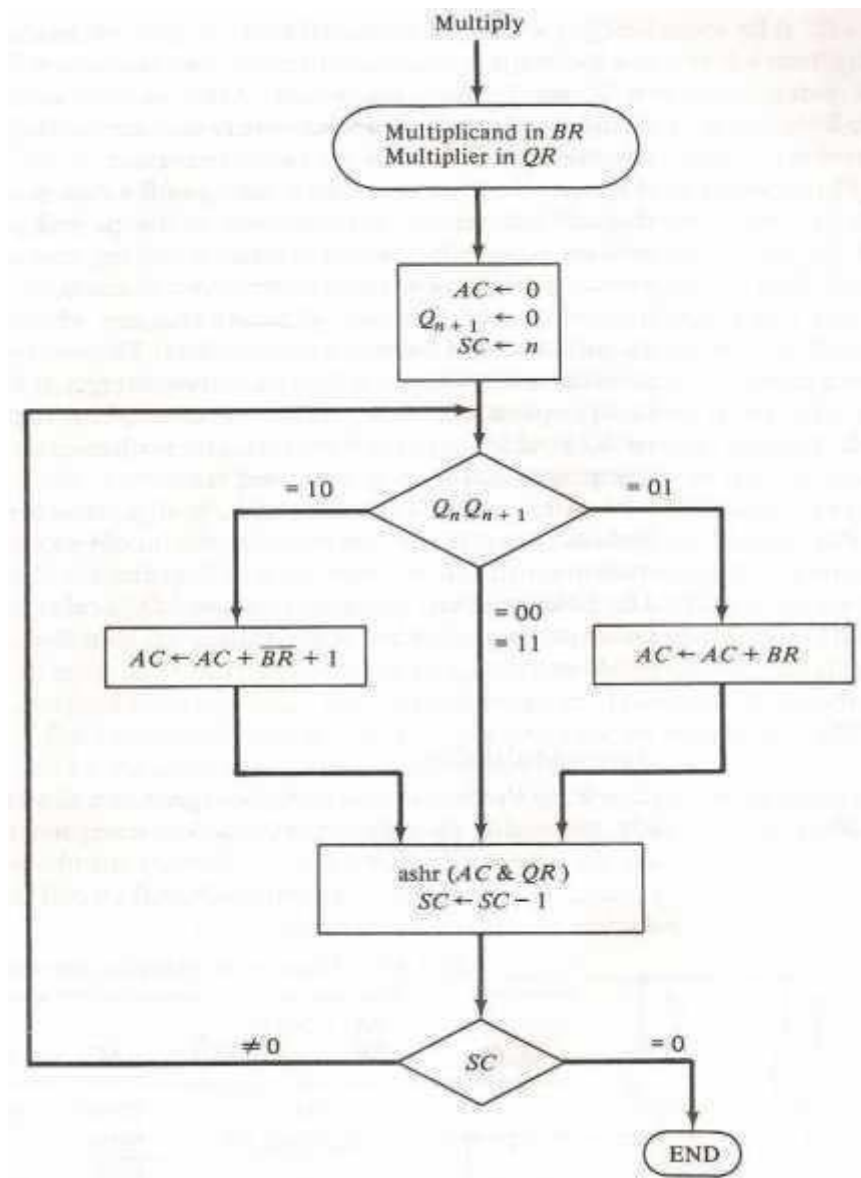 Multiply
Multiplicand in BR
Multiplier in QR
AC ← 0
Qn+1 ← 0
SC ← n
= 10
QnQn+1
= 01
= 00
= 11
AC ← AC + B̅R̅ + 1
AC ← AC + BR
ashr (AC & QR)
SC ← SC − 1
≠ 0
SC
= 0
END